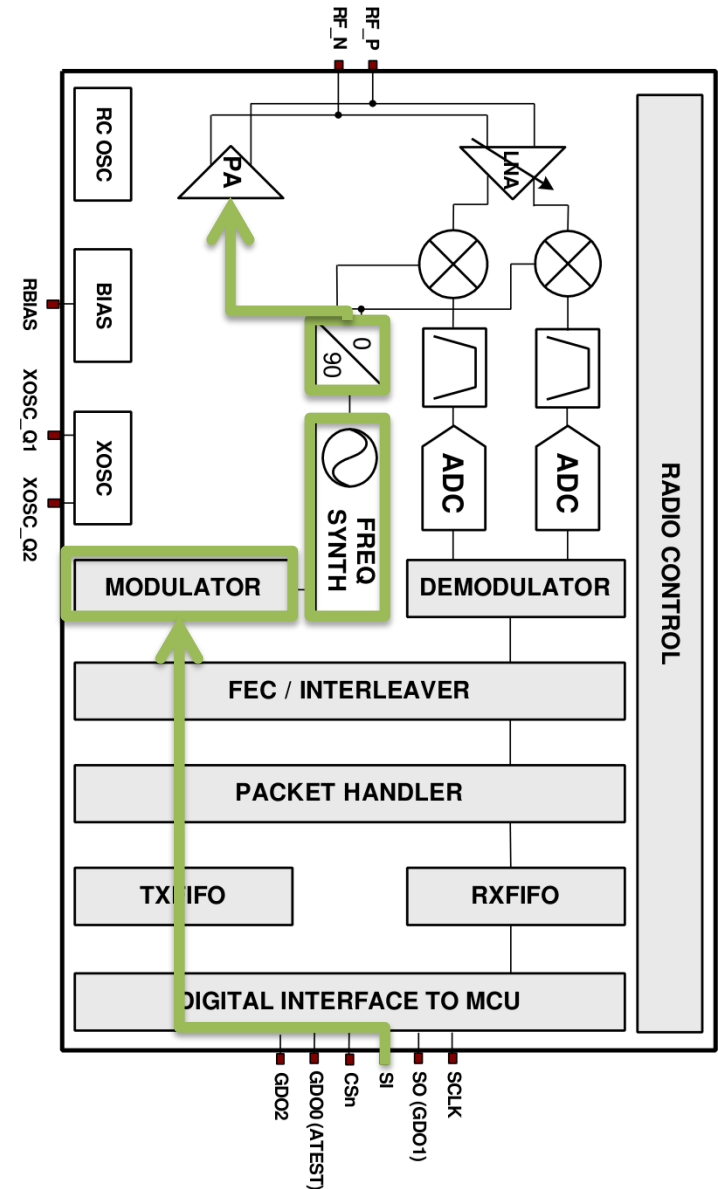 RF_N
RF_P
RC OSC
PA
LNA
RBIAS
BIAS
0
90
XOSC_Q1
XOSC
XOSC_Q2
ADC
ADC
FREQ
SYNTH
RADIO CONTROL
MODULATOR
DEMODULATOR
FEC / INTERLEAVER
PACKET HANDLER
TXFIFO
RXFIFO
DIGITAL INTERFACE TO MCU
GDO2
GDO0 (ATEST)
CSn
SI
SO (GDO1)
SCLK